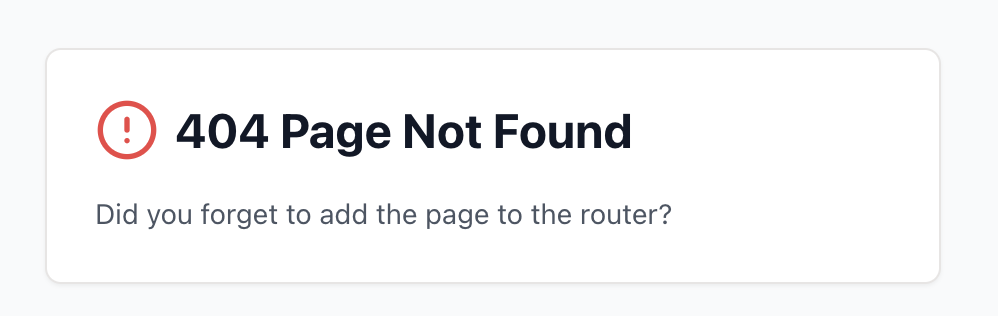 404 Page Not Found
Did you forget to add the page to the router?